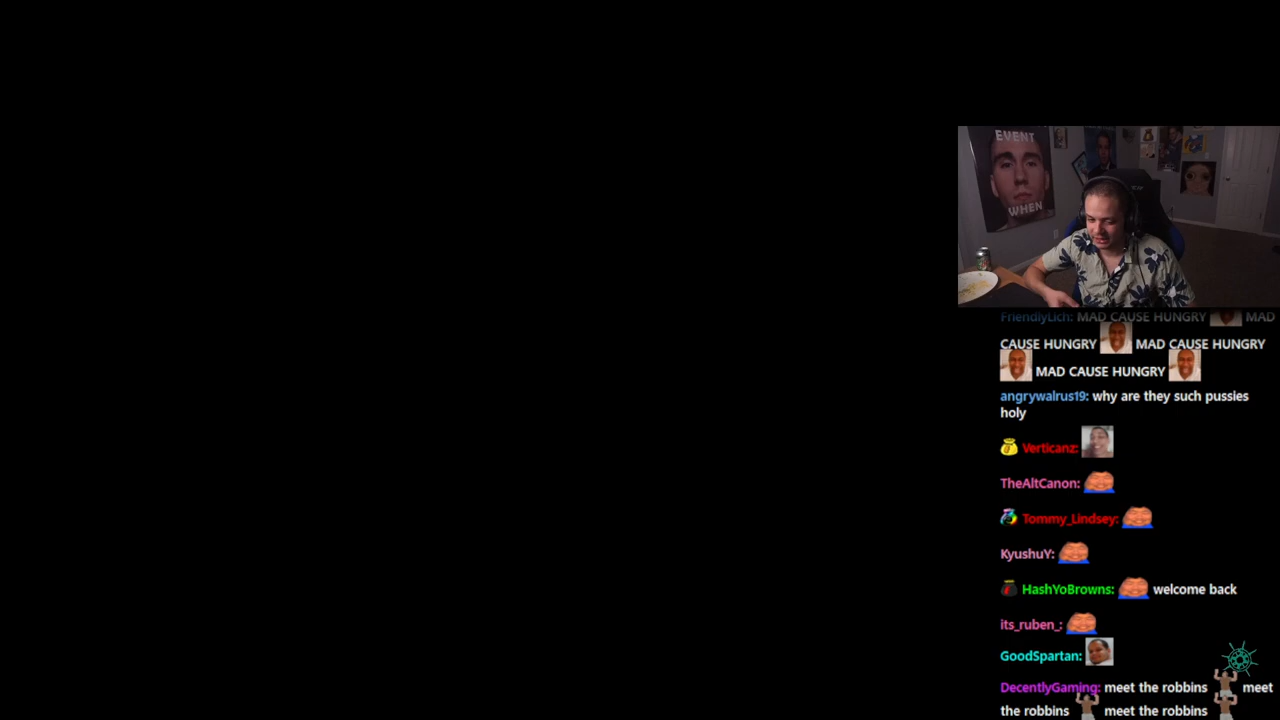 EVENT
WHEN
FriendlyLich: MAD CAUSE HUNGRY MAD
CAUSE HUNGRY MAD CAUSE HUNGRY
MAD CAUSE HUNGRY
angrywalrus19: why are they such pussies
holy
Verticanz:
TheAltCanon:
Tommy_Lindsey:
KyushuY:
HashYoBrowns: welcome back
its_ruben_:
GoodSpartan:
DecentlyGaming: meet the robbins meet
the robbins meet the robbins